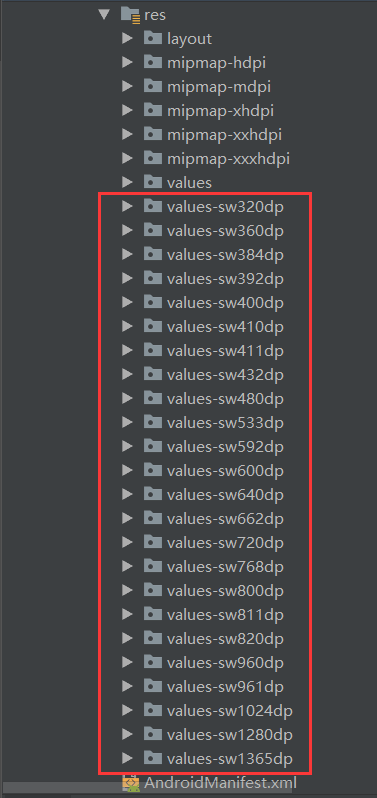 res
layout
mipmap-hdpi
mipmap-mdpi
mipmap-xhdpi
mipmap-xxhdpi
mipmap-xxxhdpi
values
values-sw320dp
values-sw360dp
values-sw384dp
values-sw392dp
values-sw400dp
values-sw410dp
values-sw411dp
values-sw432dp
values-sw480dp
values-sw533dp
values-sw592dp
values-sw600dp
values-sw640dp
values-sw662dp
values-sw720dp
values-sw768dp
values-sw800dp
values-sw811dp
values-sw820dp
values-sw960dp
values-sw961dp
values-sw1024dp
values-sw1280dp
values-sw1365dp
AndroidManifest.xml